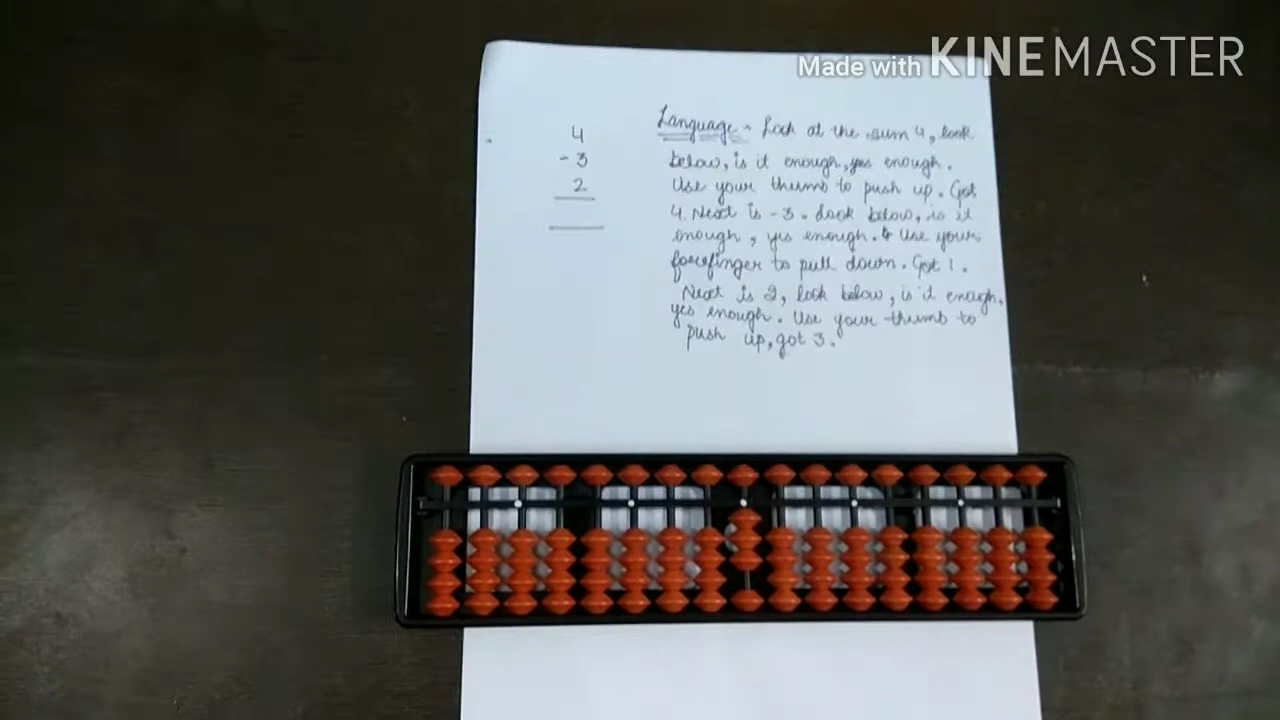 Made with KINEMASTER
4
- 3
2
Language - Look at the sum 4, look
below, is it enough, yes enough.
Use your thumb to push up. Got
4. Next is -3. Look below, is it
enough, yes enough. Use your
forefinger to pull down. Got 1.
Next is 2, look below, is it enough,
yes enough. Use your thumb to
push up, got 3.